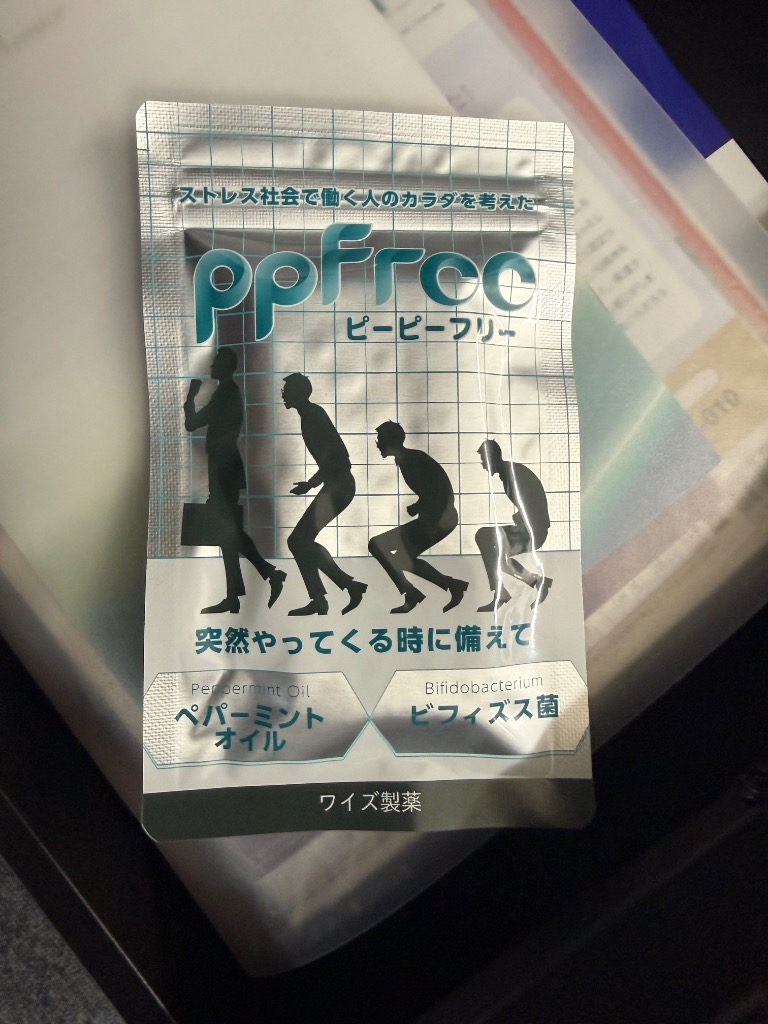 ストレス社会で働く人のカラダを考えた
ppFree
ピーピーフリー
突然やってくる時に備えて
Peppermint Oil
ペパーミント
オイル
Bifidobacterium
ビフィズス菌
ワイズ製薬